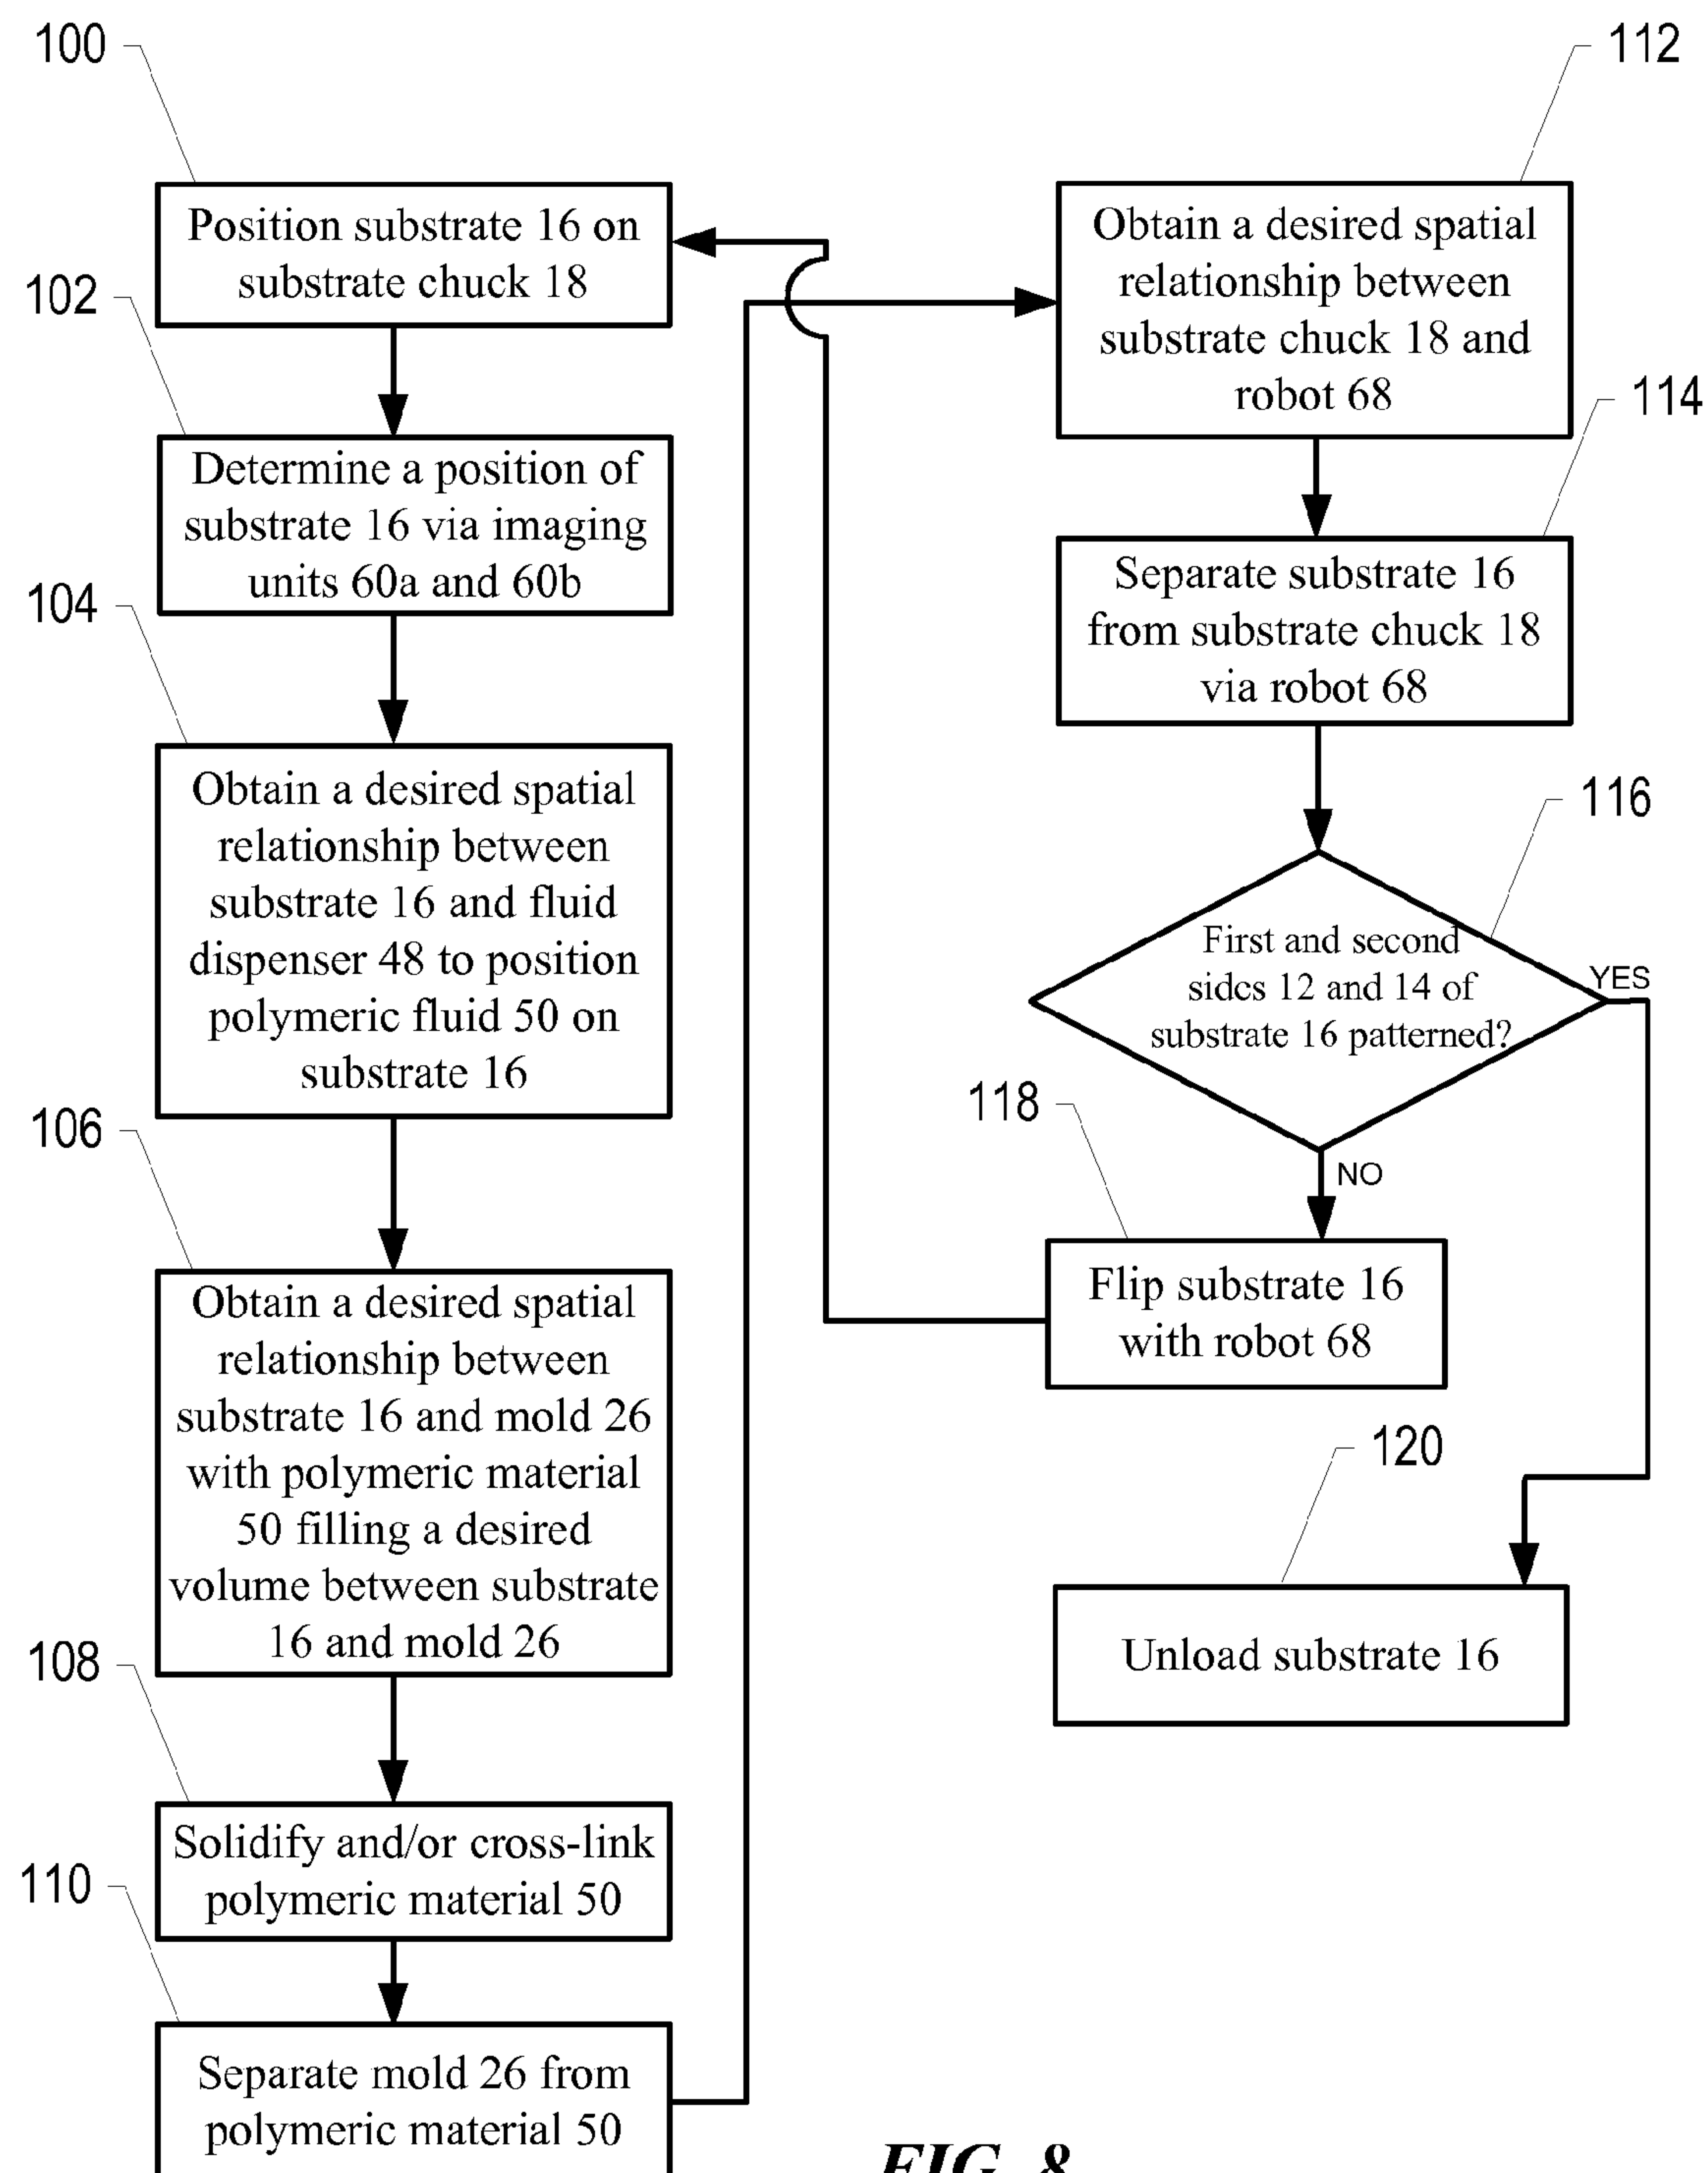 100
Position substrate 16 on
substrate chuck 18
102
Determine a position of
substrate 16 via imaging
units 60a and 60b
104
Obtain a desired spatial
relationship between
substrate 16 and fluid
dispenser 48 to position
polymeric fluid 50 on
substrate 16
106
Obtain a desired spatial
relationship between
substrate 16 and mold 26
with polymeric material
50 filling a desired
volume between substrate
16 and mold 26
108
Solidify and/or cross-link
polymeric material 50
110
Separate mold 26 from
polymeric material 50
112
Obtain a desired spatial
relationship between
substrate chuck 18 and
robot 68
114
Separate substrate 16
from substrate chuck 18
via robot 68
116
First and second
sides 12 and 14 of
substrate 16 patterned?
YES
NO
118
Flip substrate 16
with robot 68
120
Unload substrate 16
FIG. 8